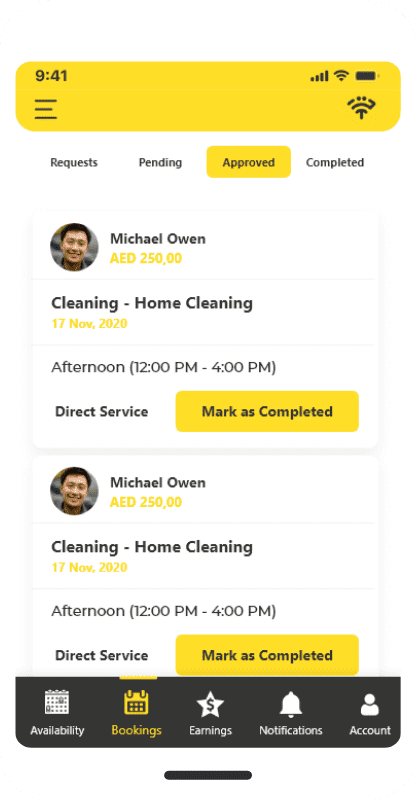 9:41
Requests Pending Approved Completed
Michael Owen
AED 250,00
Cleaning - Home Cleaning
17 Nov, 2020
Afternoon (12:00 PM - 4:00 PM)
Direct Service Mark as Completed
Michael Owen
AED 250,00
Cleaning - Home Cleaning
17 Nov, 2020
Afternoon (12:00 PM - 4:00 PM)
Direct Service Mark as Completed
Availability Bookings Earnings Notifications Account